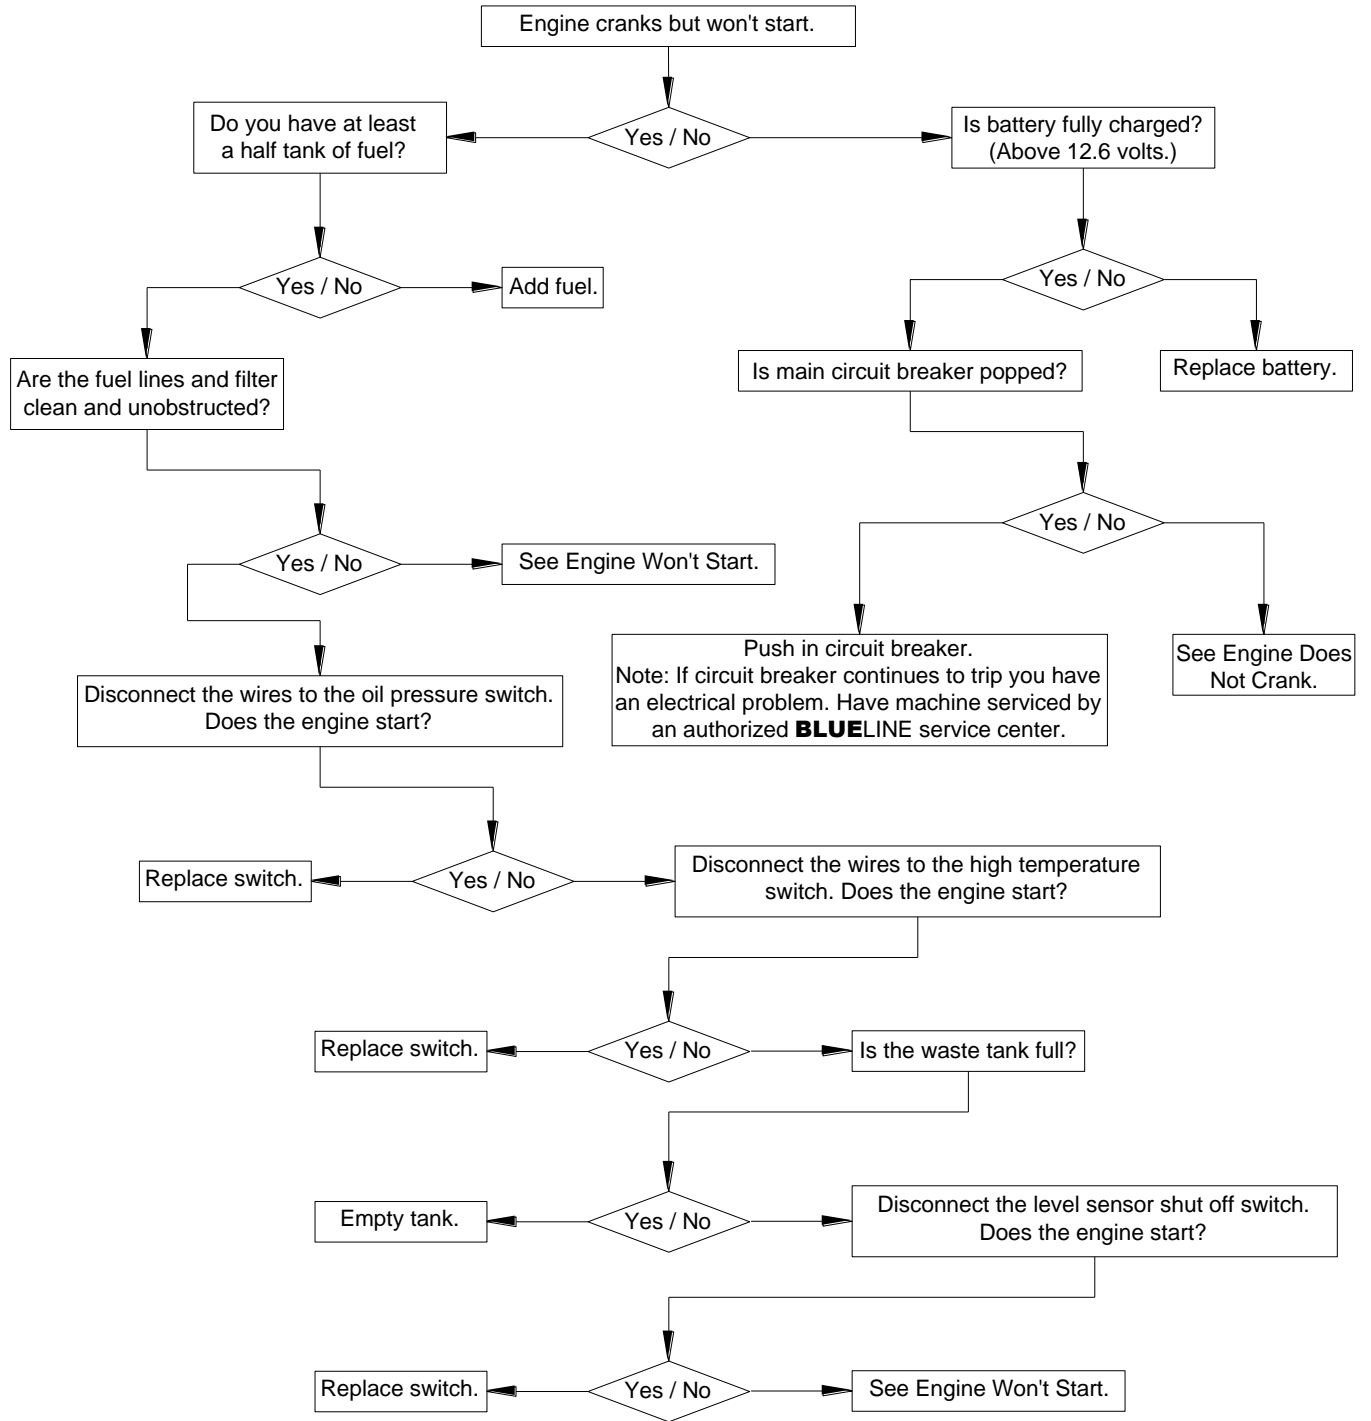 Engine cranks but won't start.
Do you have at least
a half tank of fuel?
Yes / No
Is battery fully charged?
(Above 12.6 volts.)
Yes / No
Add fuel.
Yes / No
Are the fuel lines and filter
clean and unobstructed?
Is main circuit breaker popped?
Replace battery.
Yes / No
See Engine Won't Start.
Yes / No
Push in circuit breaker.
Note: If circuit breaker continues to trip you have
an electrical problem. Have machine serviced by
an authorized BLUELINE service center.
See Engine Does
Not Crank.
Disconnect the wires to the oil pressure switch.
Does the engine start?
Replace switch.
Yes / No
Disconnect the wires to the high temperature
switch. Does the engine start?
Replace switch.
Yes / No
Is the waste tank full?
Empty tank.
Yes / No
Disconnect the level sensor shut off switch.
Does the engine start?
Replace switch.
Yes / No
See Engine Won't Start.